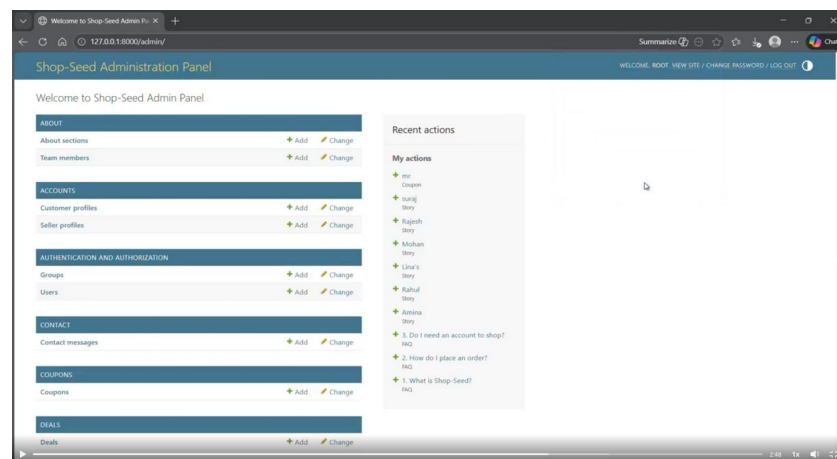 Welcome to Shop-Seed Admin Pa
127.0.0.1:8000/admin/
Summarize
Chat
Shop-Seed Administration Panel
WELCOME, ROOT. VIEW SITE / CHANGE PASSWORD / LOG OUT
Welcome to Shop-Seed Admin Panel
ABOUT
About sections + Add Change
Team members + Add Change
ACCOUNTS
Customer profiles + Add Change
Seller profiles + Add Change
AUTHENTICATION AND AUTHORIZATION
Groups + Add Change
Users + Add Change
CONTACT
Contact messages + Add Change
COUPONS
Coupons + Add Change
DEALS
Deals + Add Change
Recent actions
My actions
+ mr
Coupon
+ suraj
Story
+ Rajesh
Story
+ Mohan
Story
+ Lina's
Story
+ Rahul
Story
+ Amina
Story
+ 3. Do I need an account to shop?
FAQ
+ 2. How do I place an order?
FAQ
+ 1. What is Shop-Seed?
FAQ
2:48 1x